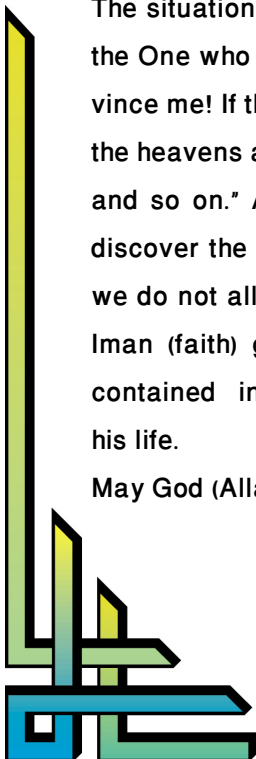 The situation
the One who
vince me! If th
the heavens a
and so on." A
discover the
we do not all
Iman (faith) g
contained in
his life.
May God (Alla